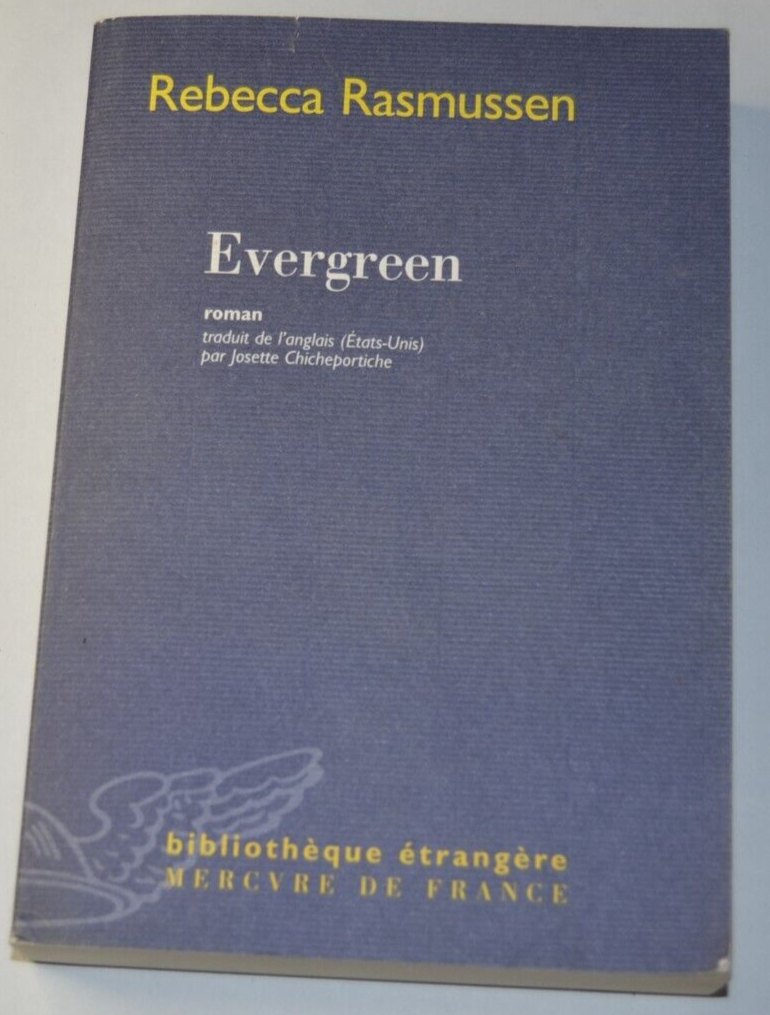 Rebecca Rasmussen
Evergreen
roman
traduit de l'anglais (États-Unis)
par Josette Chicheportiche
bibliothèque étrangère
MERCVRE DE FRANCE